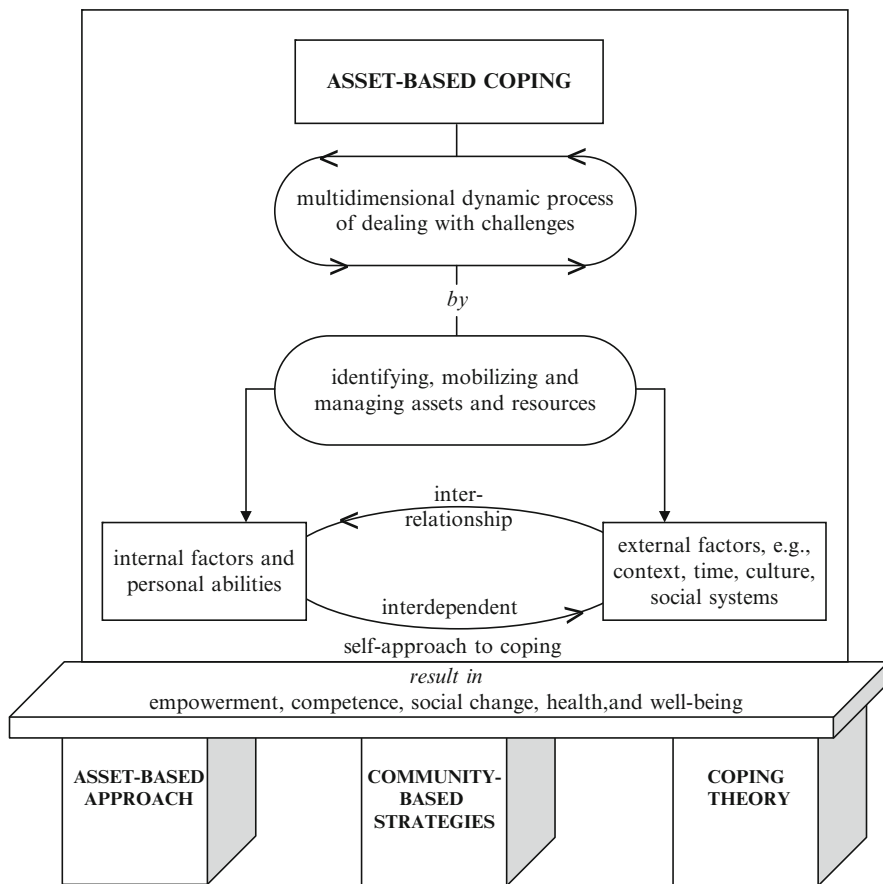 ASSET-BASED COPING
multidimensional dynamic process
of dealing with challenges
by
identifying, mobilizing and
managing assets and resources
inter-
relationship
internal factors and
personal abilities
external factors, e.g.,
context, time, culture,
social systems
interdependent
self-approach to coping
result in
empowerment, competence, social change, health,and well-being
ASSET-BASED
APPROACH
COMMUNITY-
BASED
STRATEGIES
COPING
THEORY